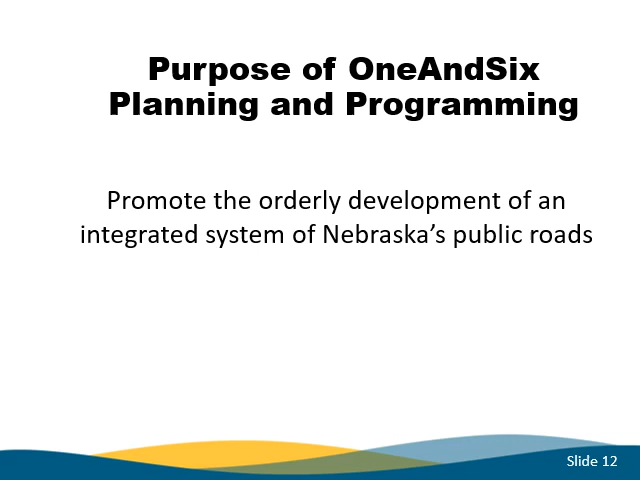 Purpose of OneAndSix
Planning and Programming
Promote the orderly development of an
integrated system of Nebraska’s public roads
Slide 12